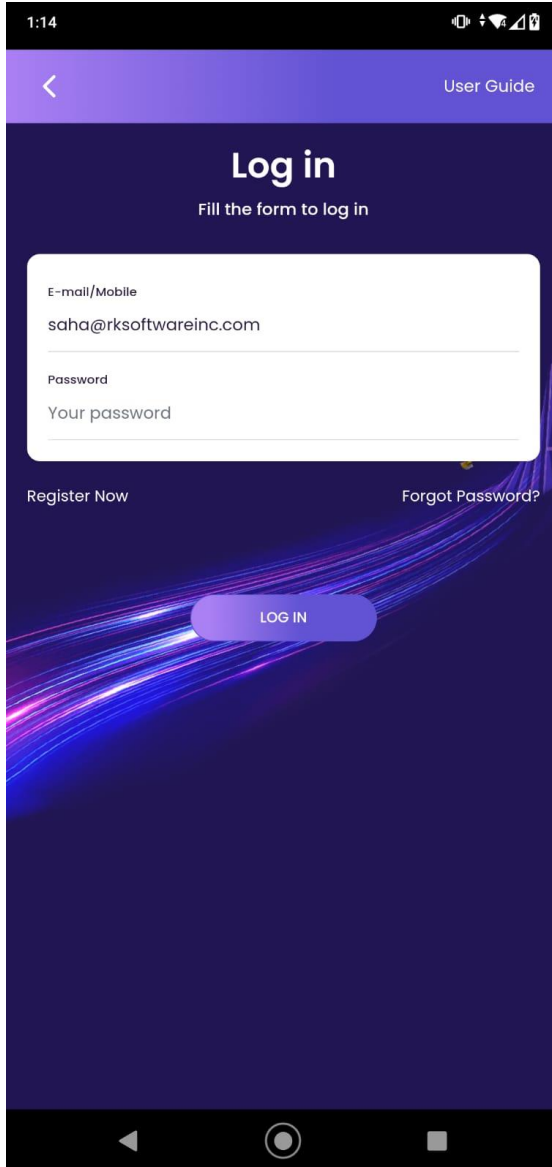 1:14
User Guide
Log in
Fill the form to log in
E-mail/Mobile
saha@rksoftwareinc.com
Password
Your password
Register Now
Forgot Password?
LOG IN